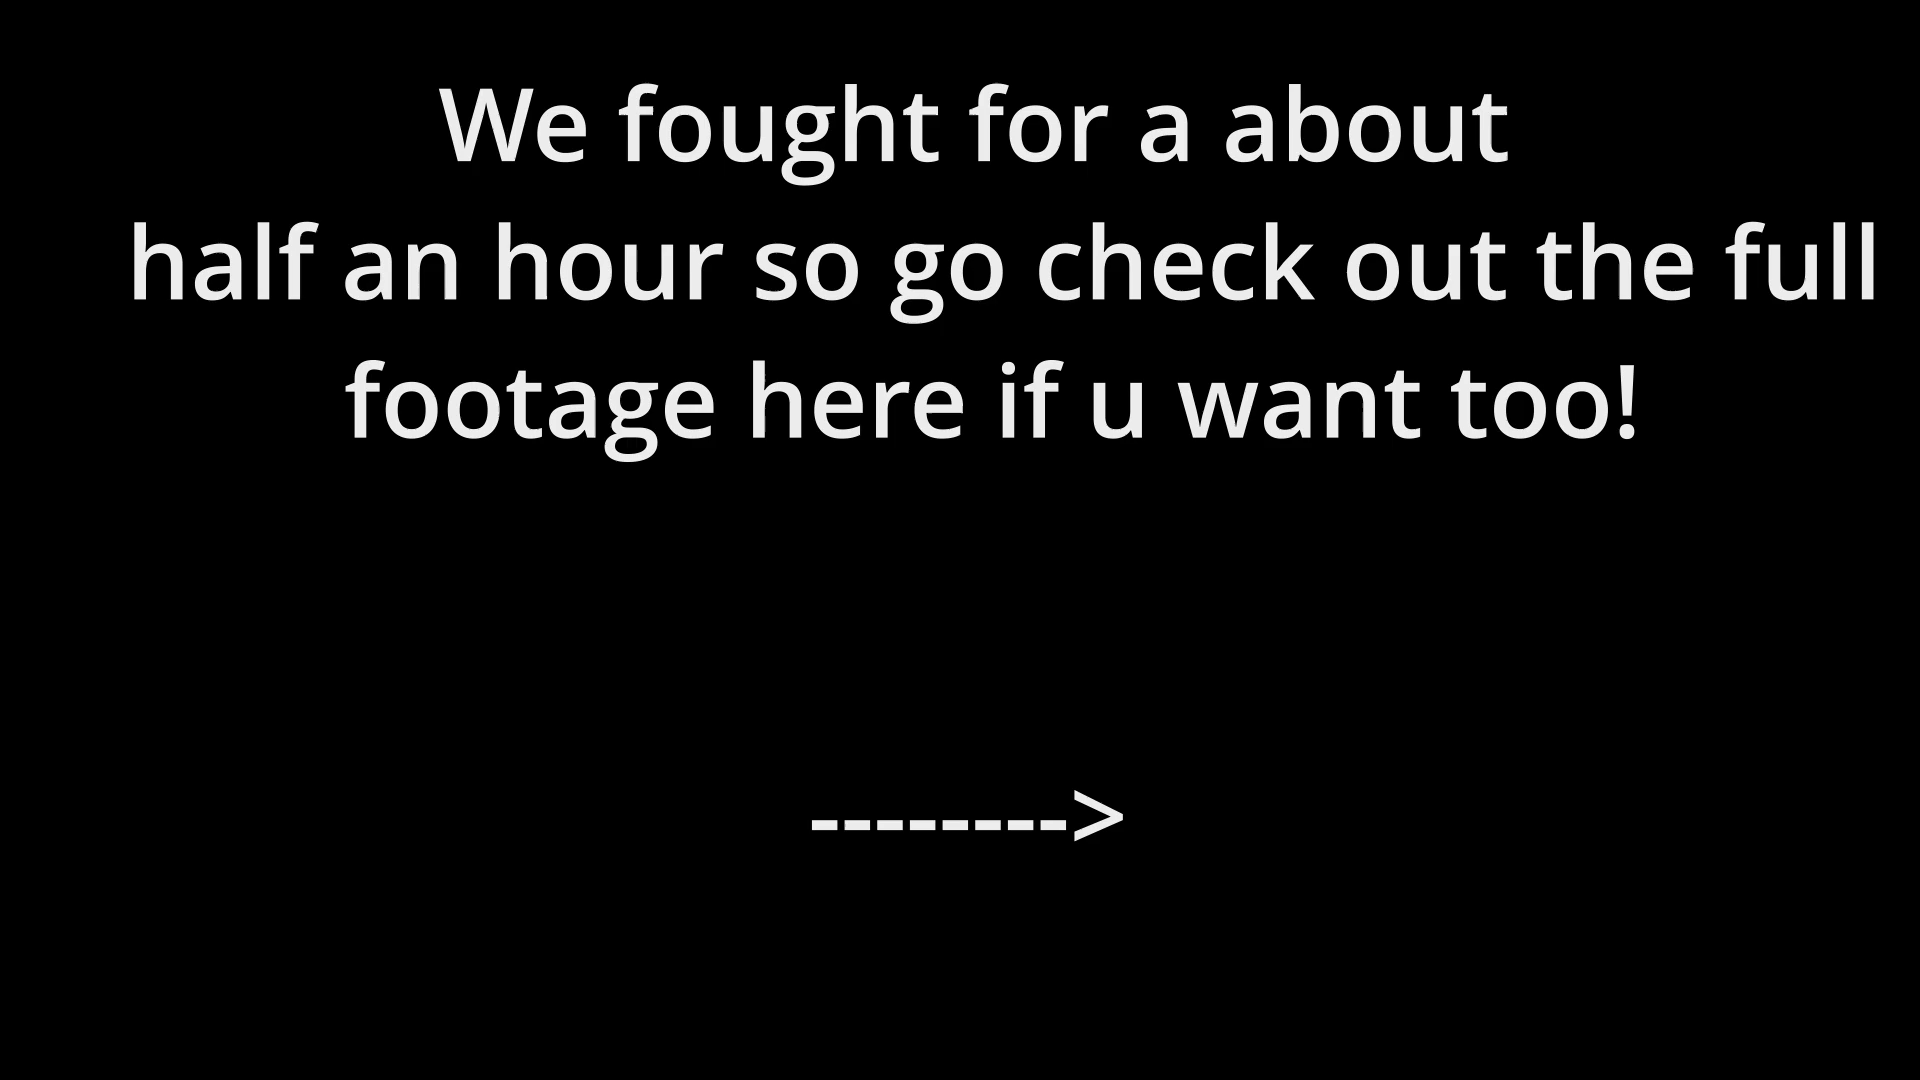 We fought for a about
half an hour so go check out the full
footage here if u want too!
-------->